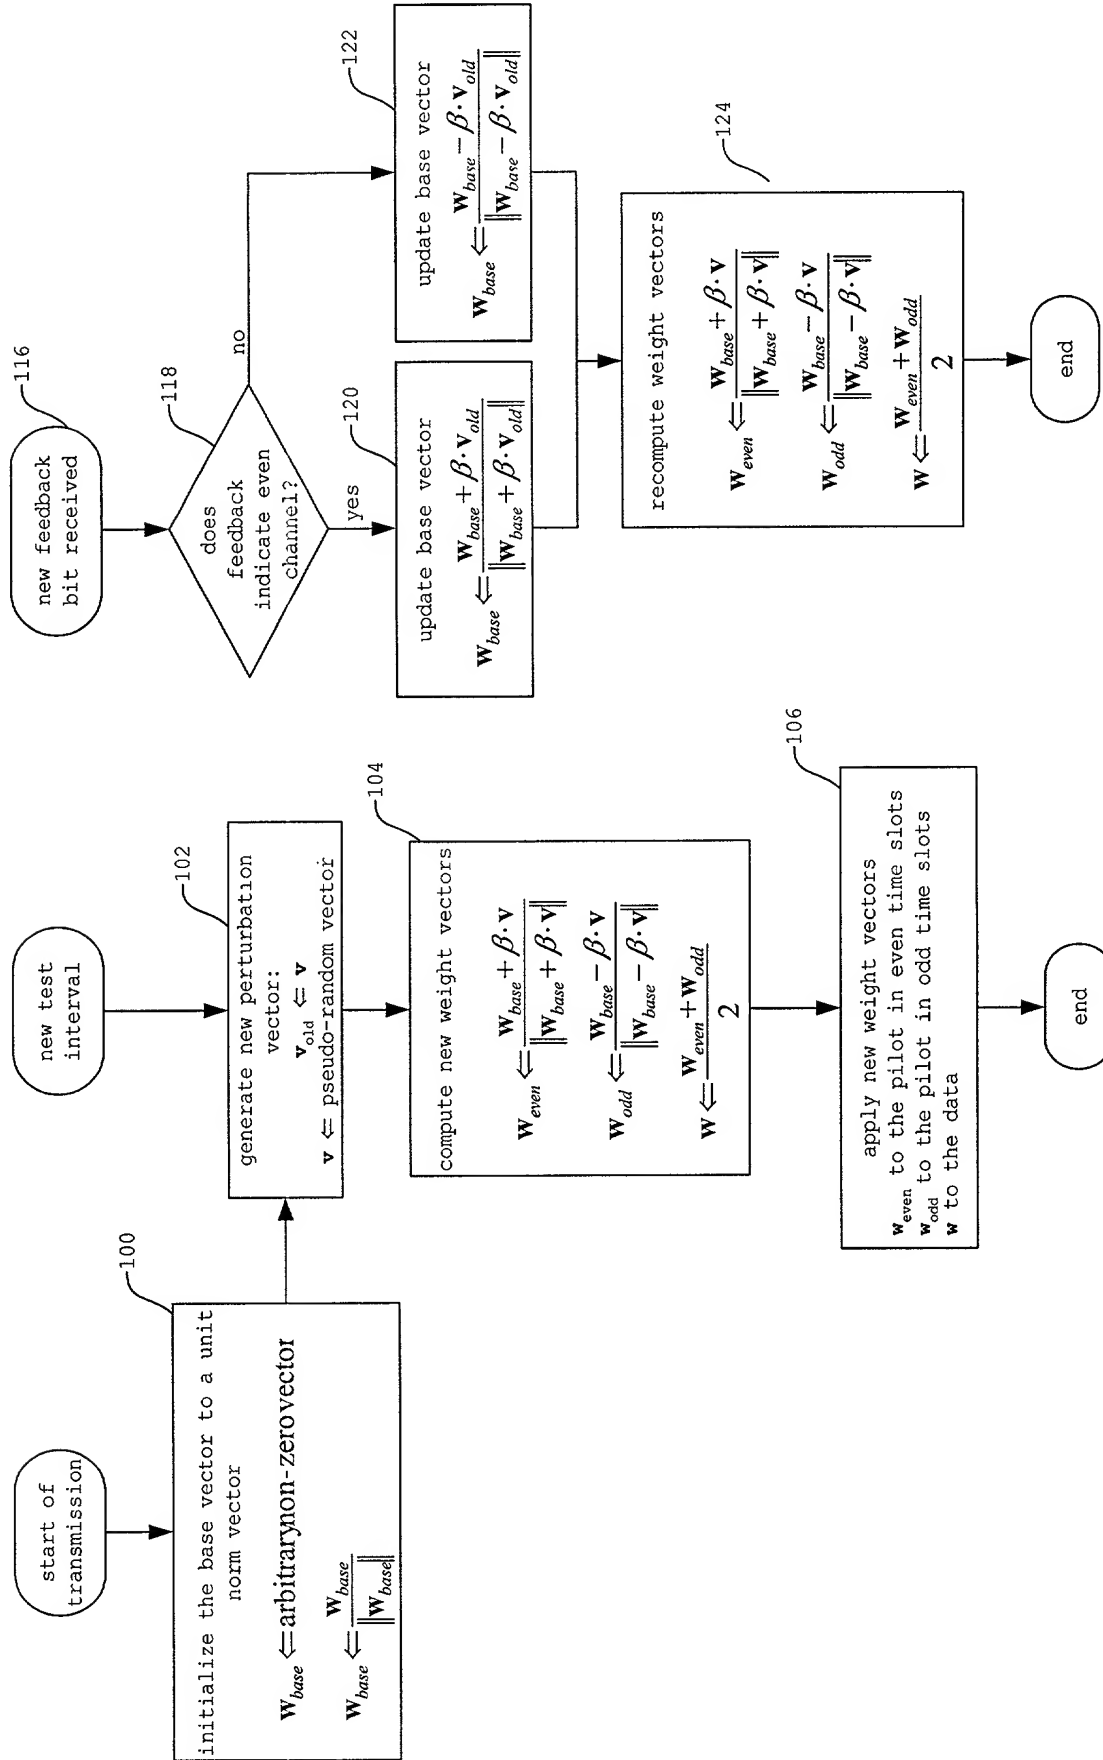 start of
transmission
100
initialize the base vector to a unit
norm vector
w_base ⇐ arbitrarynon-zerovector
w_base ⇐ w_base / ‖w_base‖
new test
interval
102
generate new perturbation
vector:
v_old ⇐ v
v ⇐ pseudo-random vector
104
compute new weight vectors
w_even ⇐ (w_base + β · v) / ‖w_base + β · v‖
w_odd ⇐ (w_base − β · v) / ‖w_base − β · v‖
w ⇐ (w_even + w_odd) / 2
106
apply new weight vectors
w_even to the pilot in even time slots
w_odd to the pilot in odd time slots
w to the data
end
new feedback
bit received
116
118
does
feedback
indicate even
channel?
yes
no
120
update base vector
w_base ⇐ (w_base + β · v_old) / ‖w_base + β · v_old‖
122
update base vector
w_base ⇐ (w_base − β · v_old) / ‖w_base − β · v_old‖
124
recompute weight vectors
w_even ⇐ (w_base + β · v) / ‖w_base + β · v‖
w_odd ⇐ (w_base − β · v) / ‖w_base − β · v‖
w ⇐ (w_even + w_odd) / 2
end